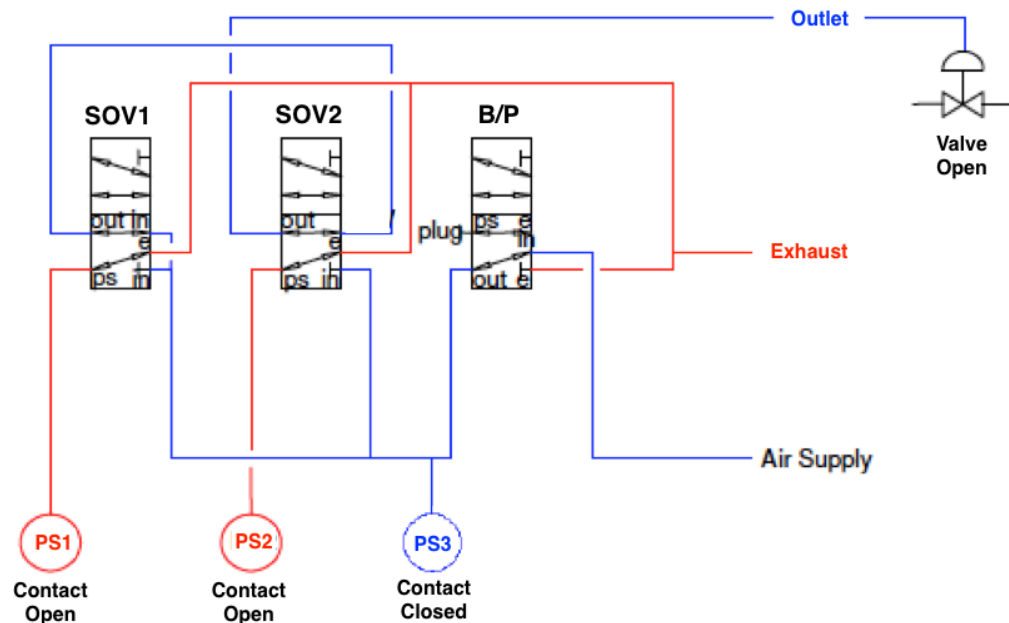 Outlet
SOV1
SOV2
B/P
Valve
Open
out in
e
ps in
out
e
ps in
plug
ps e
in
out e
Exhaust
Air Supply
PS1
PS2
PS3
Contact
Open
Contact
Open
Contact
Closed